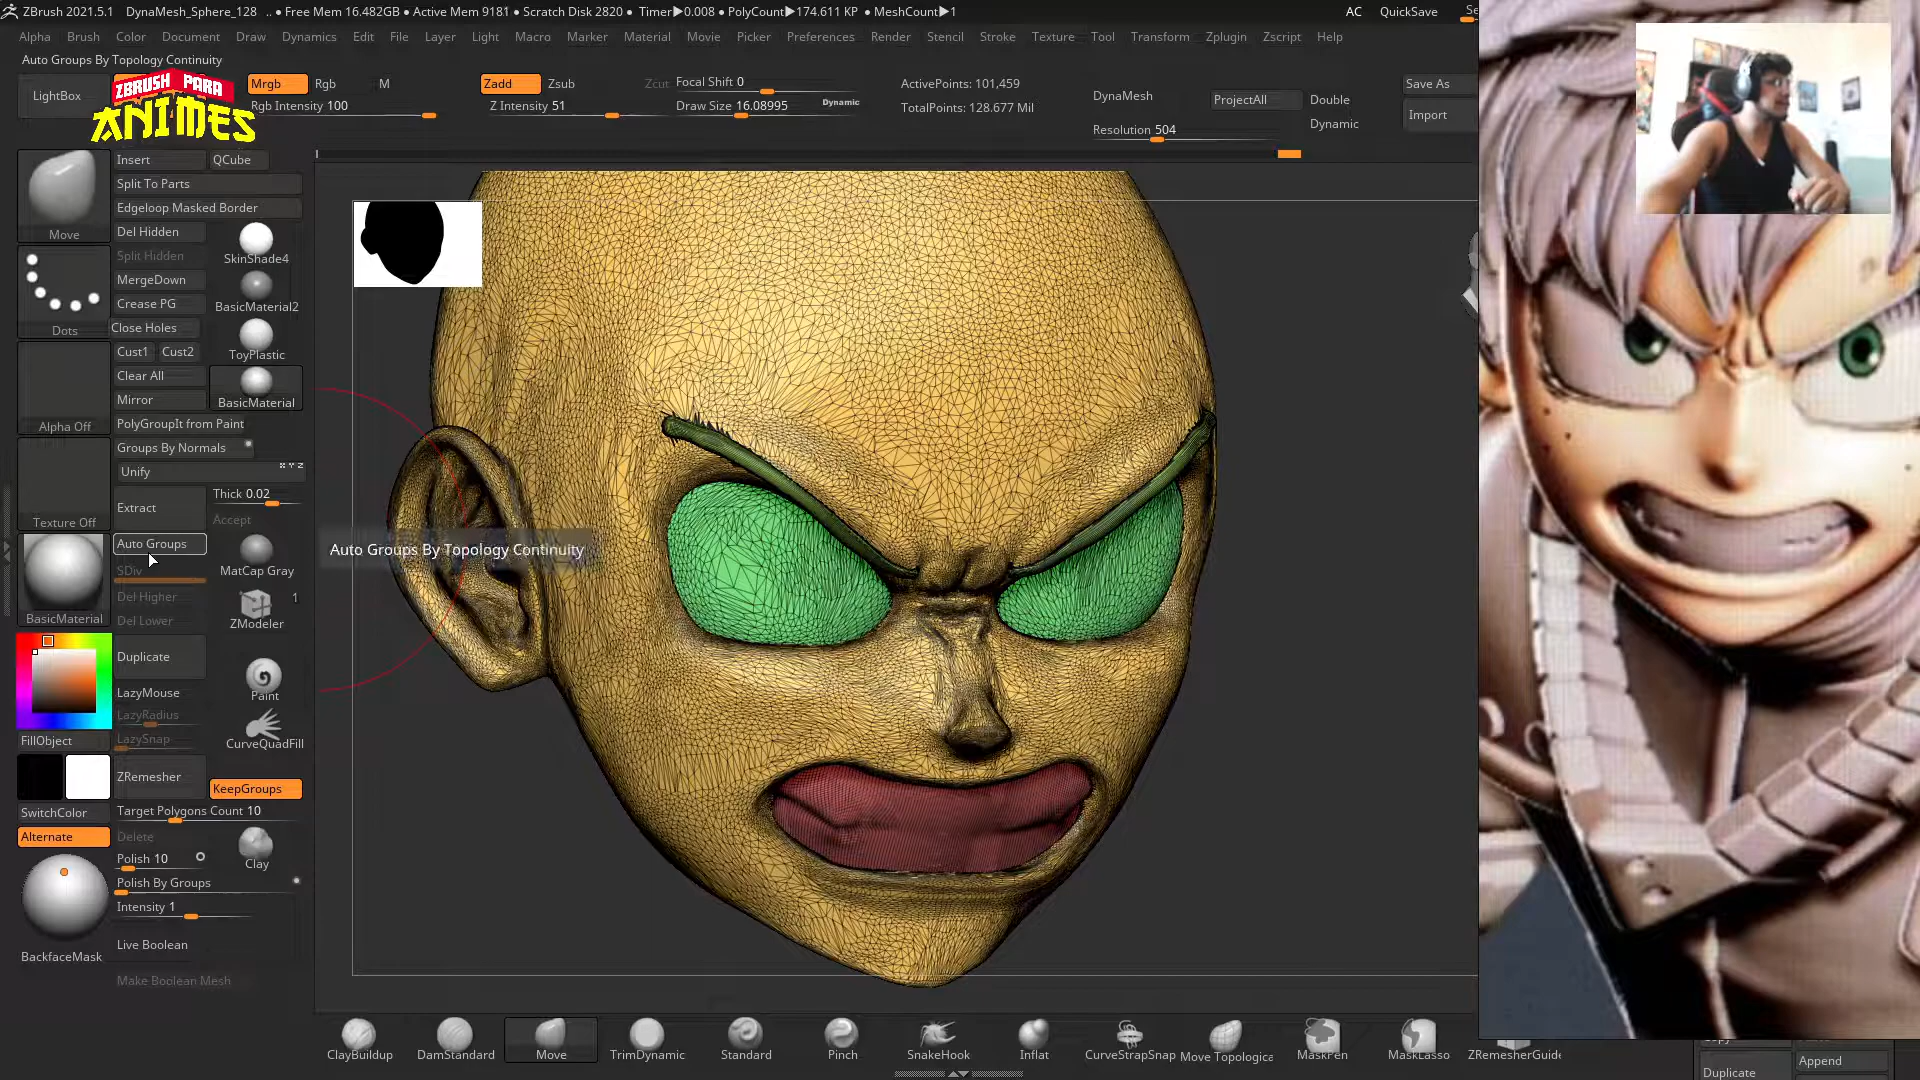 ZBrush 2021.5.1 DynaMesh_Sphere_128 .. ● Free Mem 16.482GB ● Active Mem 9181 ● Scratch Disk 2820 ● Timer▶0.008 ● PolyCount▶174.611 KP ● MeshCount▶1 AC QuickSave
Alpha Brush Color Document Draw Dynamics Edit File Layer Light Macro Marker Material Movie Picker Preferences Render Stencil Stroke Texture Tool Transform Zplugin Zscript Help
Auto Groups By Topology Continuity
LightBox
ZBRUSH PARA
ANIMES
Mrgb Rgb M
Rgb Intensity 100
Zadd Zsub Zcut
Z Intensity 51
Focal Shift 0
Draw Size 16.08995 Dynamic
ActivePoints: 101,459
TotalPoints: 128.677 Mil
DynaMesh
Resolution 504
ProjectAll
Double
Dynamic
Save As
Import
Insert QCube
Split To Parts
Edgeloop Masked Border
Del Hidden
Split Hidden
MergeDown
Crease PG
Close Holes
Cust1 Cust2
Clear All
Mirror
PolyGroupIt from Paint
Groups By Normals
Unify
Extract
Thick 0.02
Accept
Auto Groups
SDiv
Del Higher
Del Lower
Duplicate
LazyMouse
LazyRadius
LazySnap
ZRemesher
KeepGroups
Target Polygons Count 10
Delete
Polish 10
Polish By Groups
Intensity 1
Live Boolean
Make Boolean Mesh
Move
Dots
Alpha Off
Texture Off
BasicMaterial
FillObject
SwitchColor
Alternate
BackfaceMask
SkinShade4
BasicMaterial2
ToyPlastic
BasicMaterial
MatCap Gray
1
ZModeler
Paint
CurveQuadFill
Clay
Auto Groups By Topology Continuity
ClayBuildup DamStandard Move TrimDynamic Standard Pinch SnakeHook Inflat CurveStrapSnap Move Topologica MaskPen MaskLasso ZRemesherGuide
Append
Duplicate